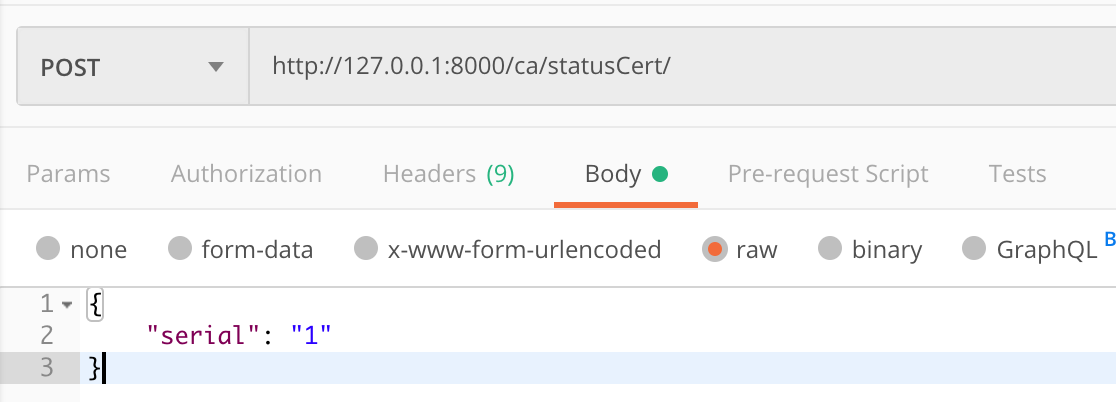 POST http://127.0.0.1:8000/ca/statusCert/
Params Authorization Headers (9) Body Pre-request Script Tests
none form-data x-www-form-urlencoded raw binary GraphQL B
1 {
2 "serial": "1"
3 }